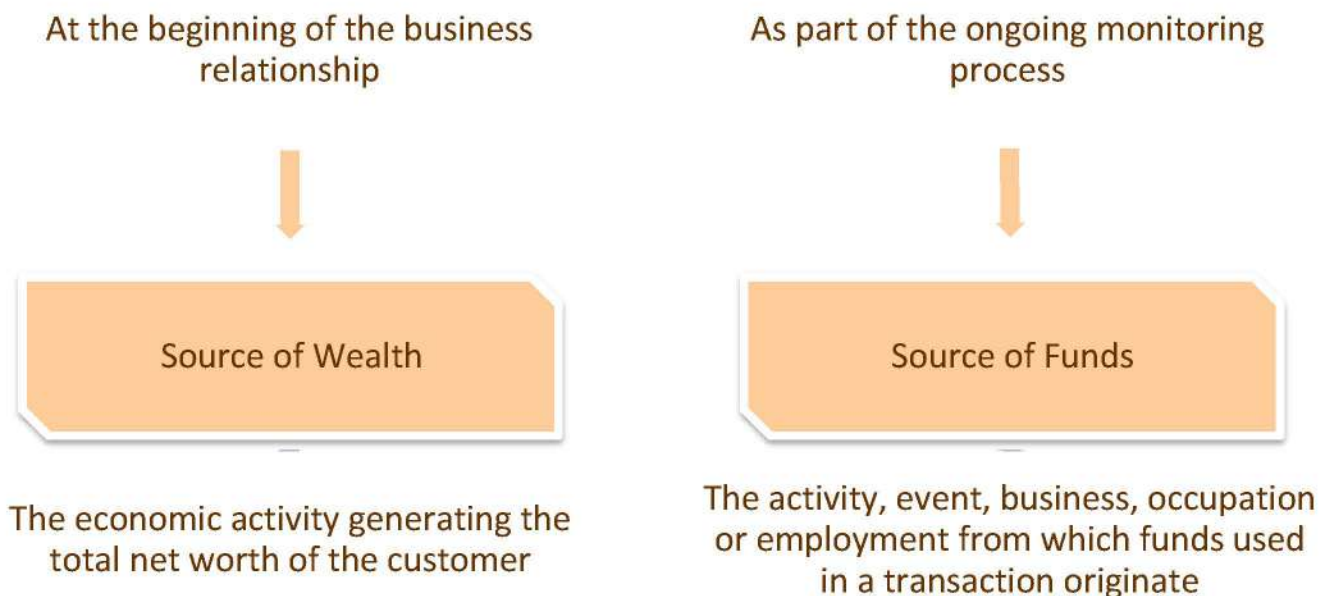 At the beginning of the business
relationship
Source of Wealth
The economic activity generating the
total net worth of the customer
As part of the ongoing monitoring
process
Source of Funds
The activity, event, business, occupation
or employment from which funds used
in a transaction originate